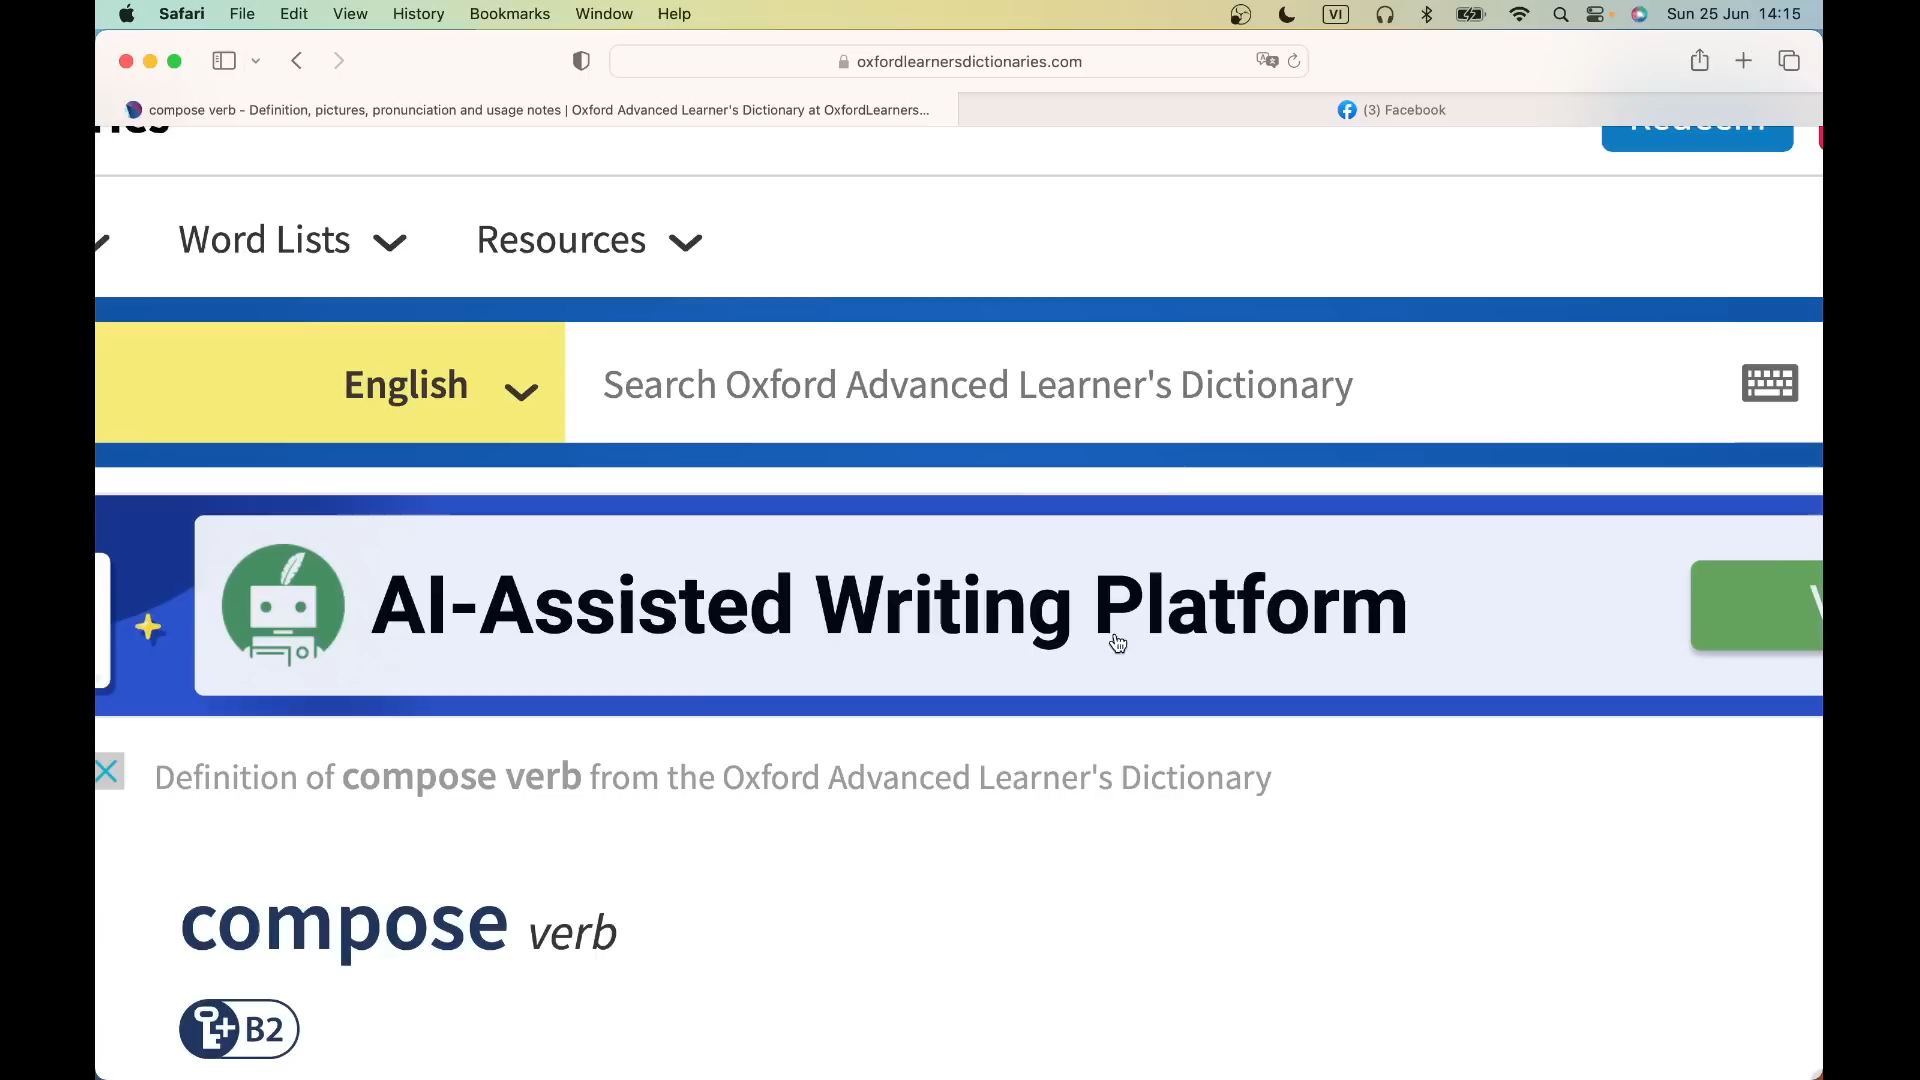 Safari File Edit View History Bookmarks Window Help VI Sun 25 Jun 14:15
oxfordlearnersdictionaries.com
compose verb - Definition, pictures, pronunciation and usage notes | Oxford Advanced Learner's Dictionary at OxfordLearners... (3) Facebook
Redeem
Word Lists Resources
English Search Oxford Advanced Learner's Dictionary
AI-Assisted Writing Platform
Definition of compose verb from the Oxford Advanced Learner's Dictionary
compose verb
B2